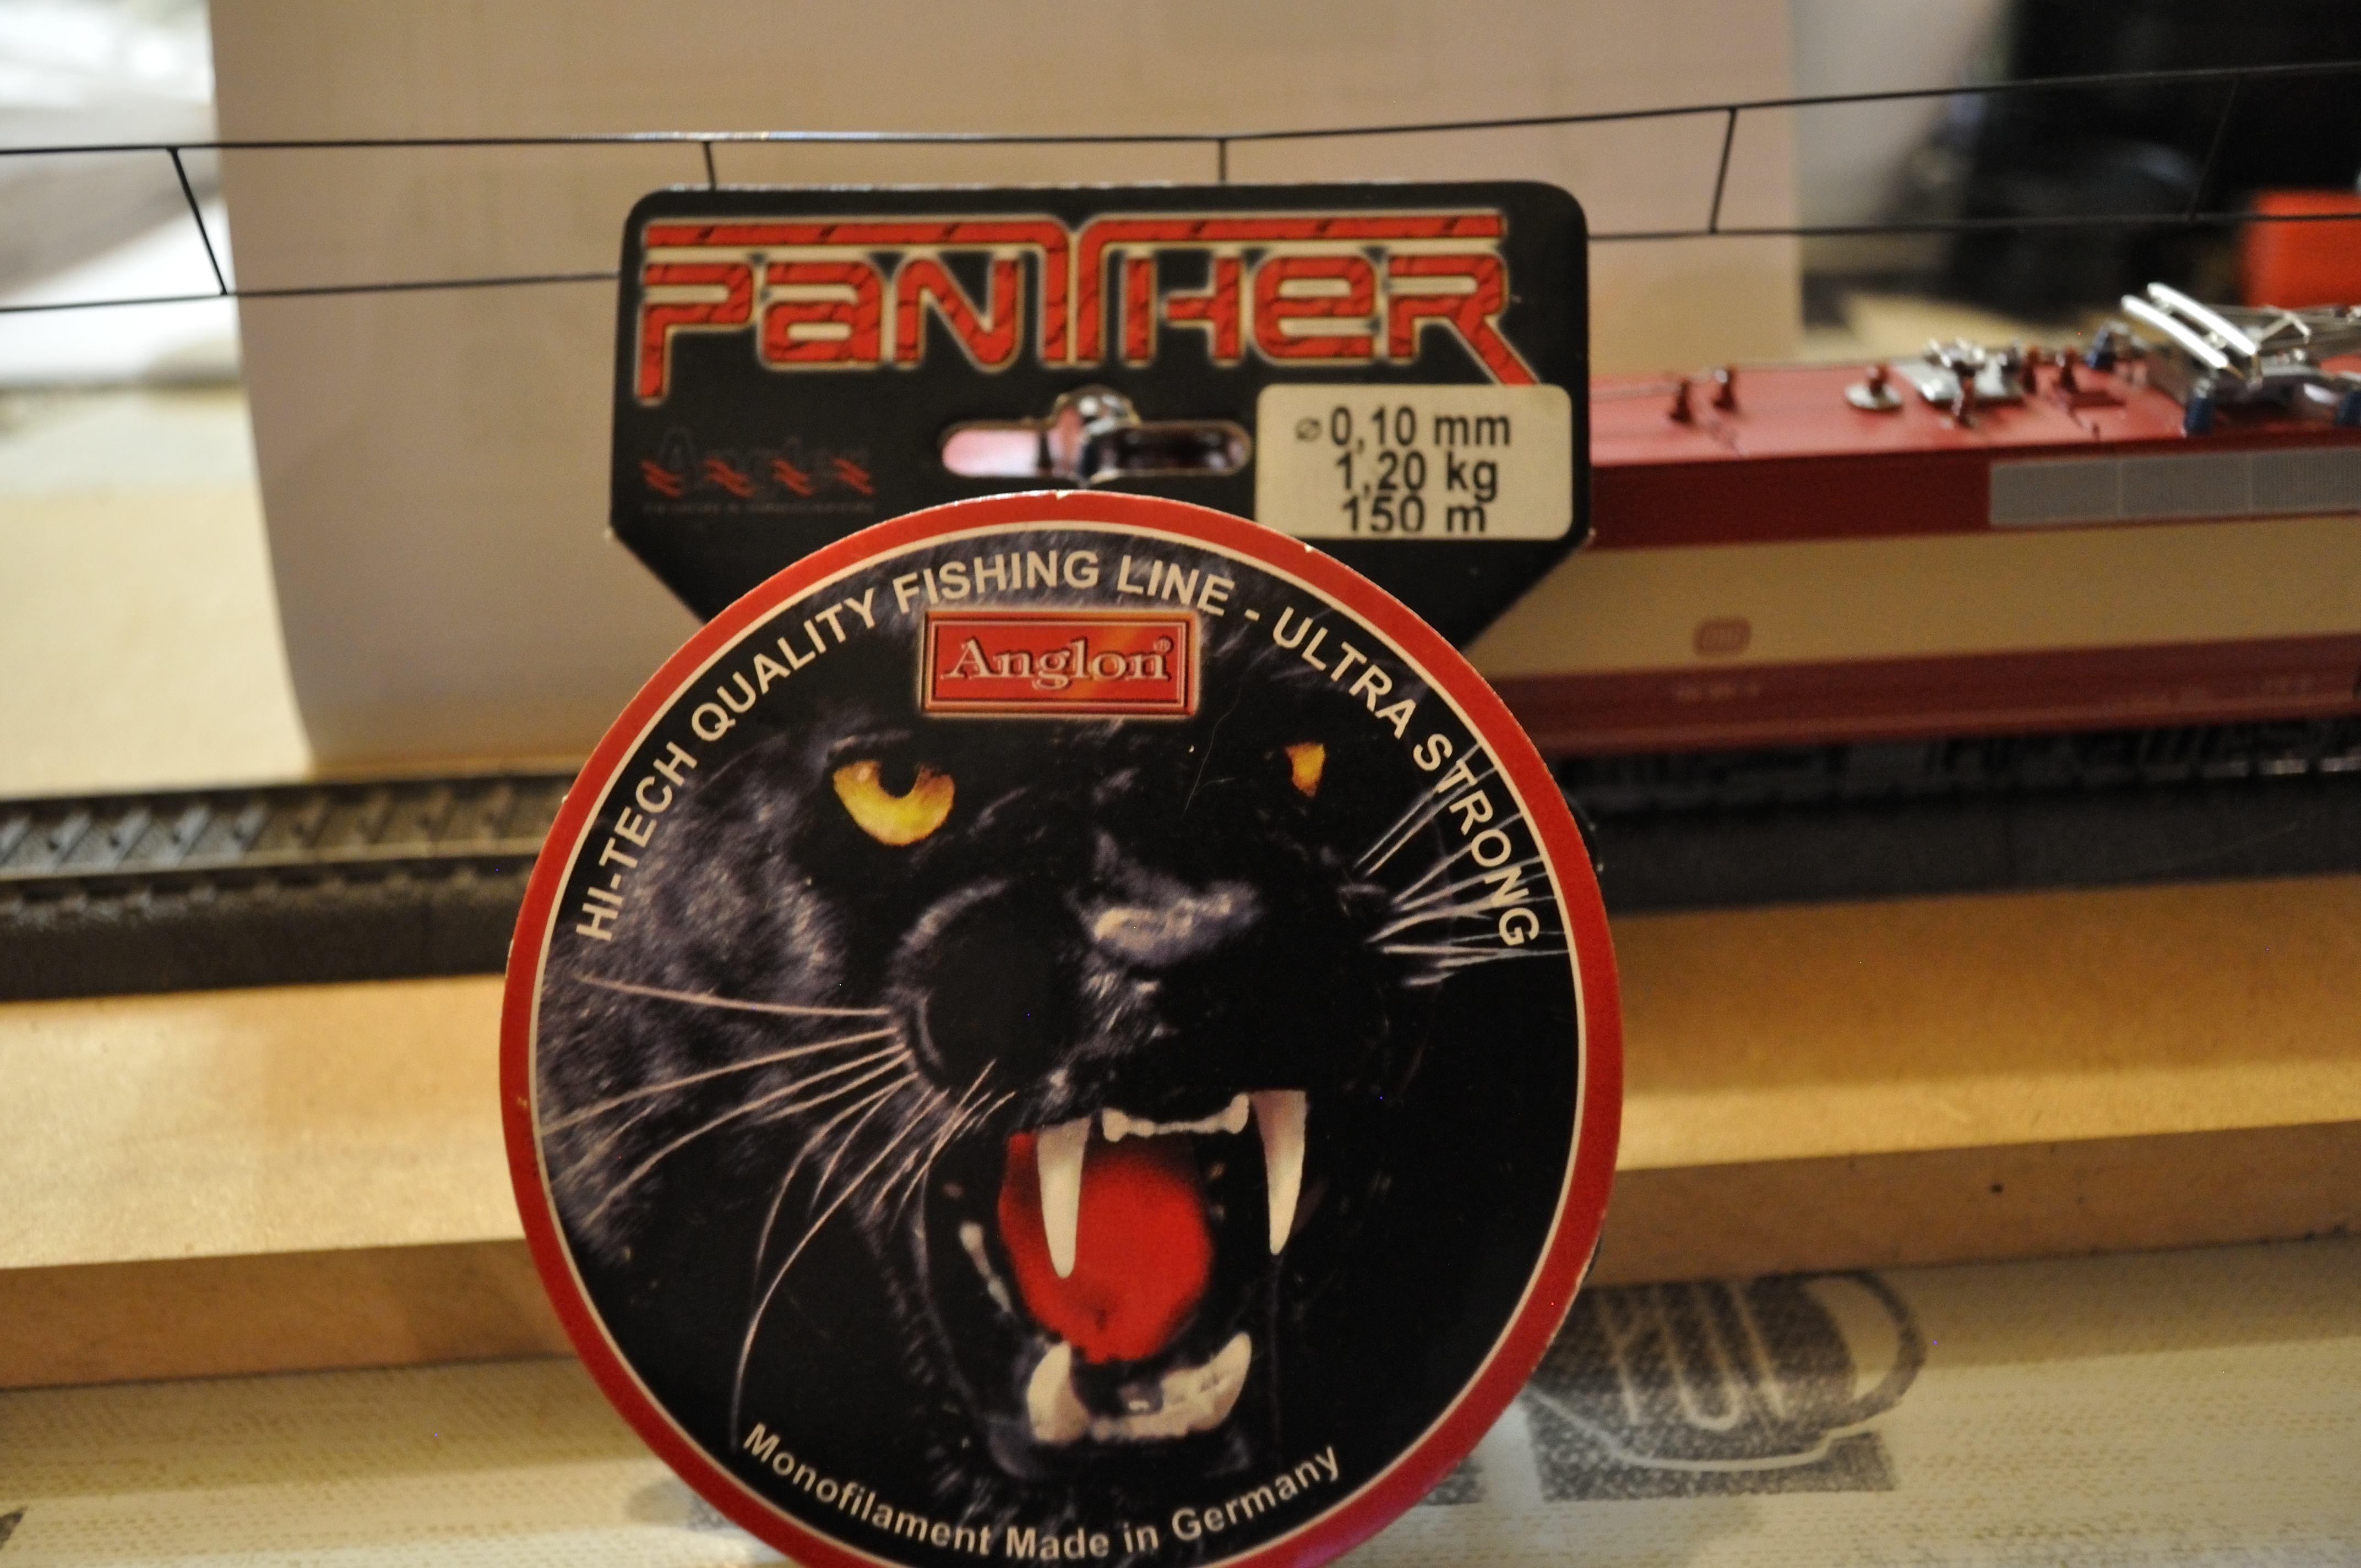 PANTHER
⌀0,10 mm
1,20 kg
150 m
HI-TECH QUALITY FISHING LINE - ULTRA STRONG
Anglon®
Monofilament Made in Germany